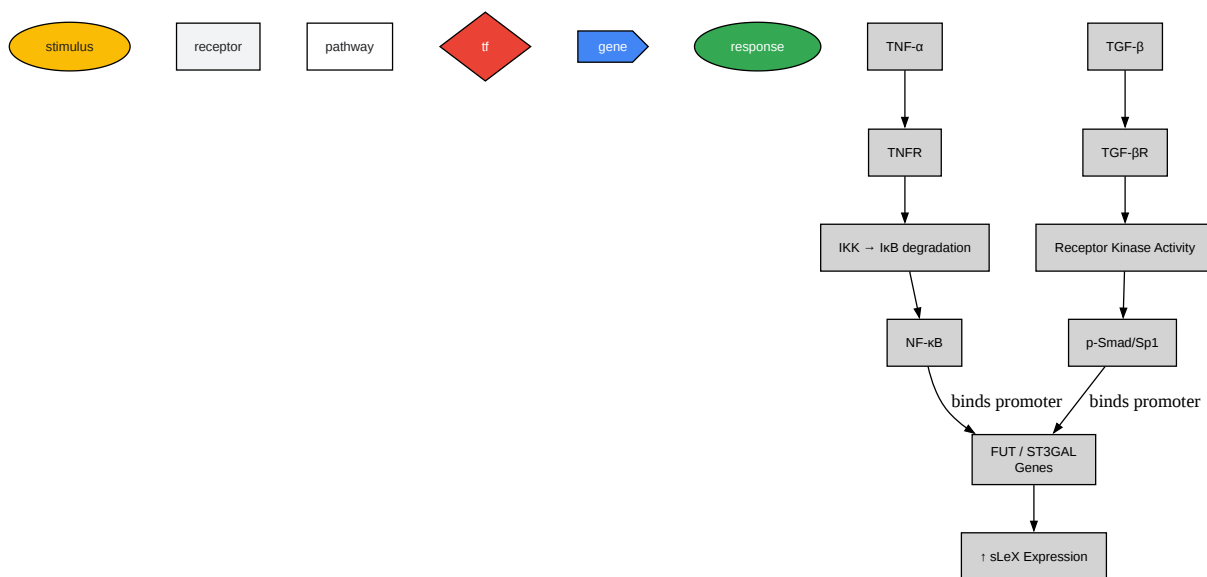 stimulus
receptor
pathway
tf
gene
response
TNF-α
TGF-β
TNFR
TGF-βR
IKK → IκB degradation
Receptor Kinase Activity
NF-κB
p-Smad/Sp1
binds promoter
binds promoter
FUT / ST3GAL
Genes
↑ sLeX Expression